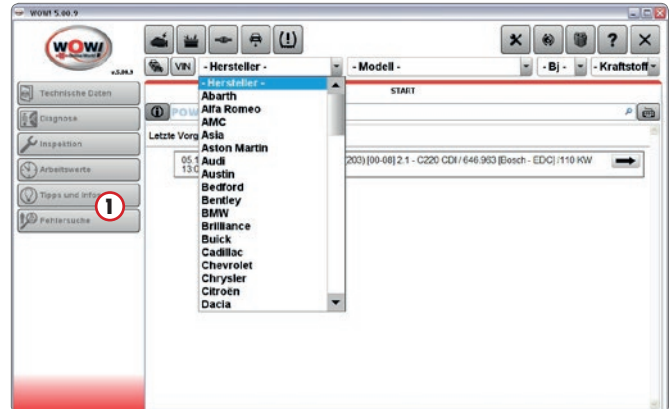 WOW! 5.00.9
WOW!
v.5.00.9
VIN
- Hersteller -
- Modell -
- Bj -
- Kraftstoff -
Technische Daten
Diagnose
Inspektion
Arbeitswerte
Tipps und Infos
Fehlersuche
1
START
POW
Letzte Vorg
05.1
13:0
203) [00-08] 2.1 - C220 CDI / 646.963 [Bosch - EDC] /110 KW
- Hersteller -
Abarth
Alfa Romeo
AMC
Asia
Aston Martin
Audi
Austin
Bedford
Bentley
BMW
Brilliance
Buick
Cadillac
Chevrolet
Chrysler
Citroën
Dacia